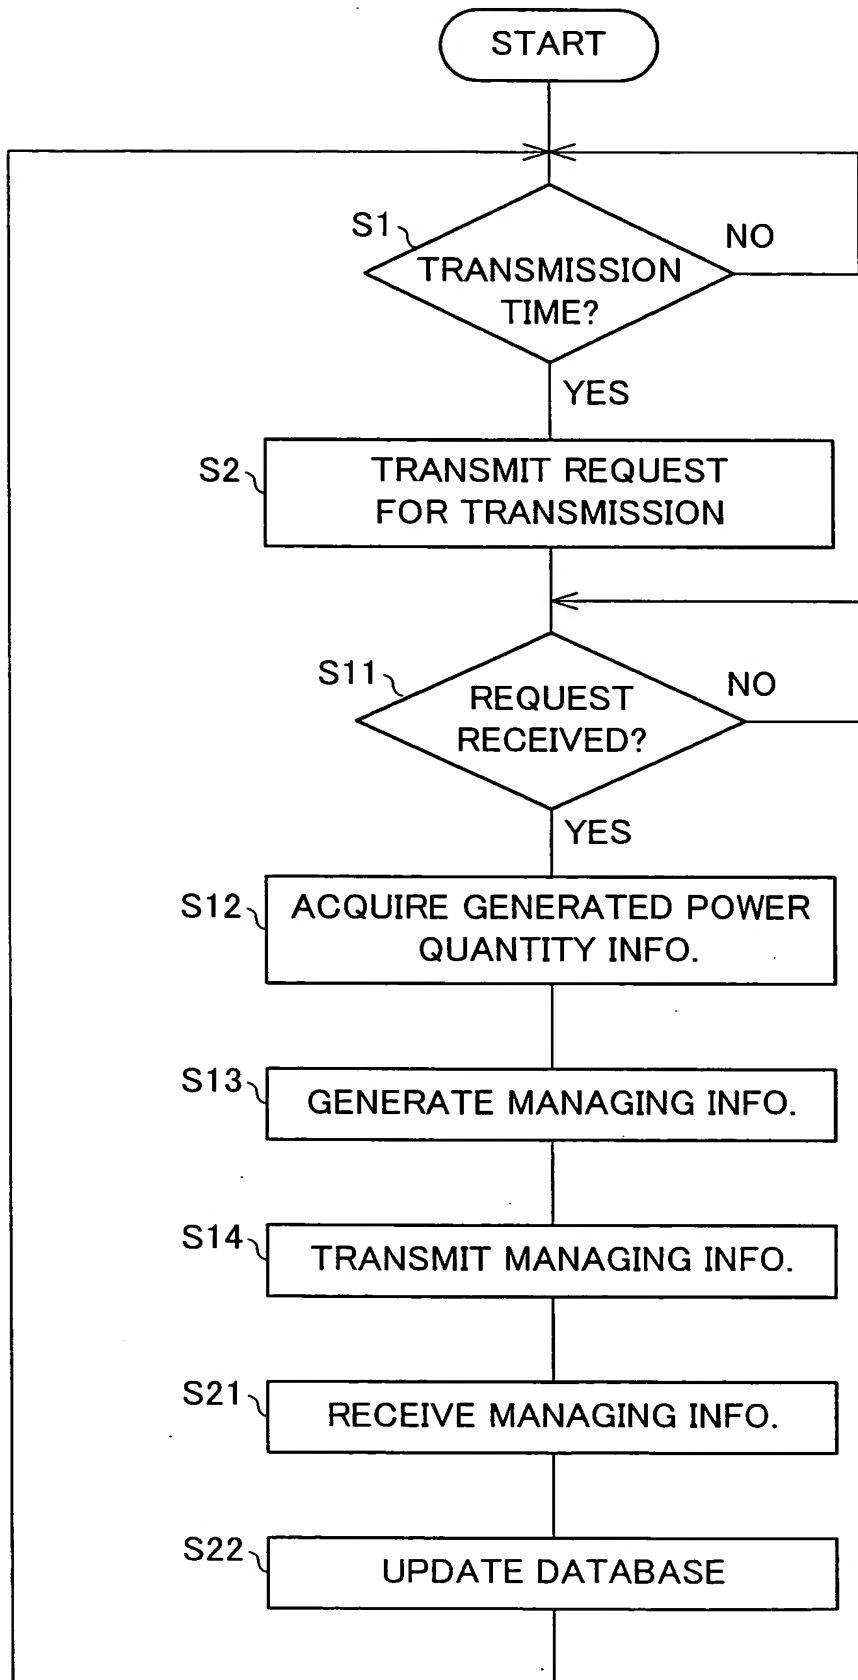 START
S1
TRANSMISSION
TIME?
NO
YES
S2
TRANSMIT REQUEST
FOR TRANSMISSION
S11
REQUEST
RECEIVED?
NO
YES
S12
ACQUIRE GENERATED POWER
QUANTITY INFO.
S13
GENERATE MANAGING INFO.
S14
TRANSMIT MANAGING INFO.
S21
RECEIVE MANAGING INFO.
S22
UPDATE DATABASE